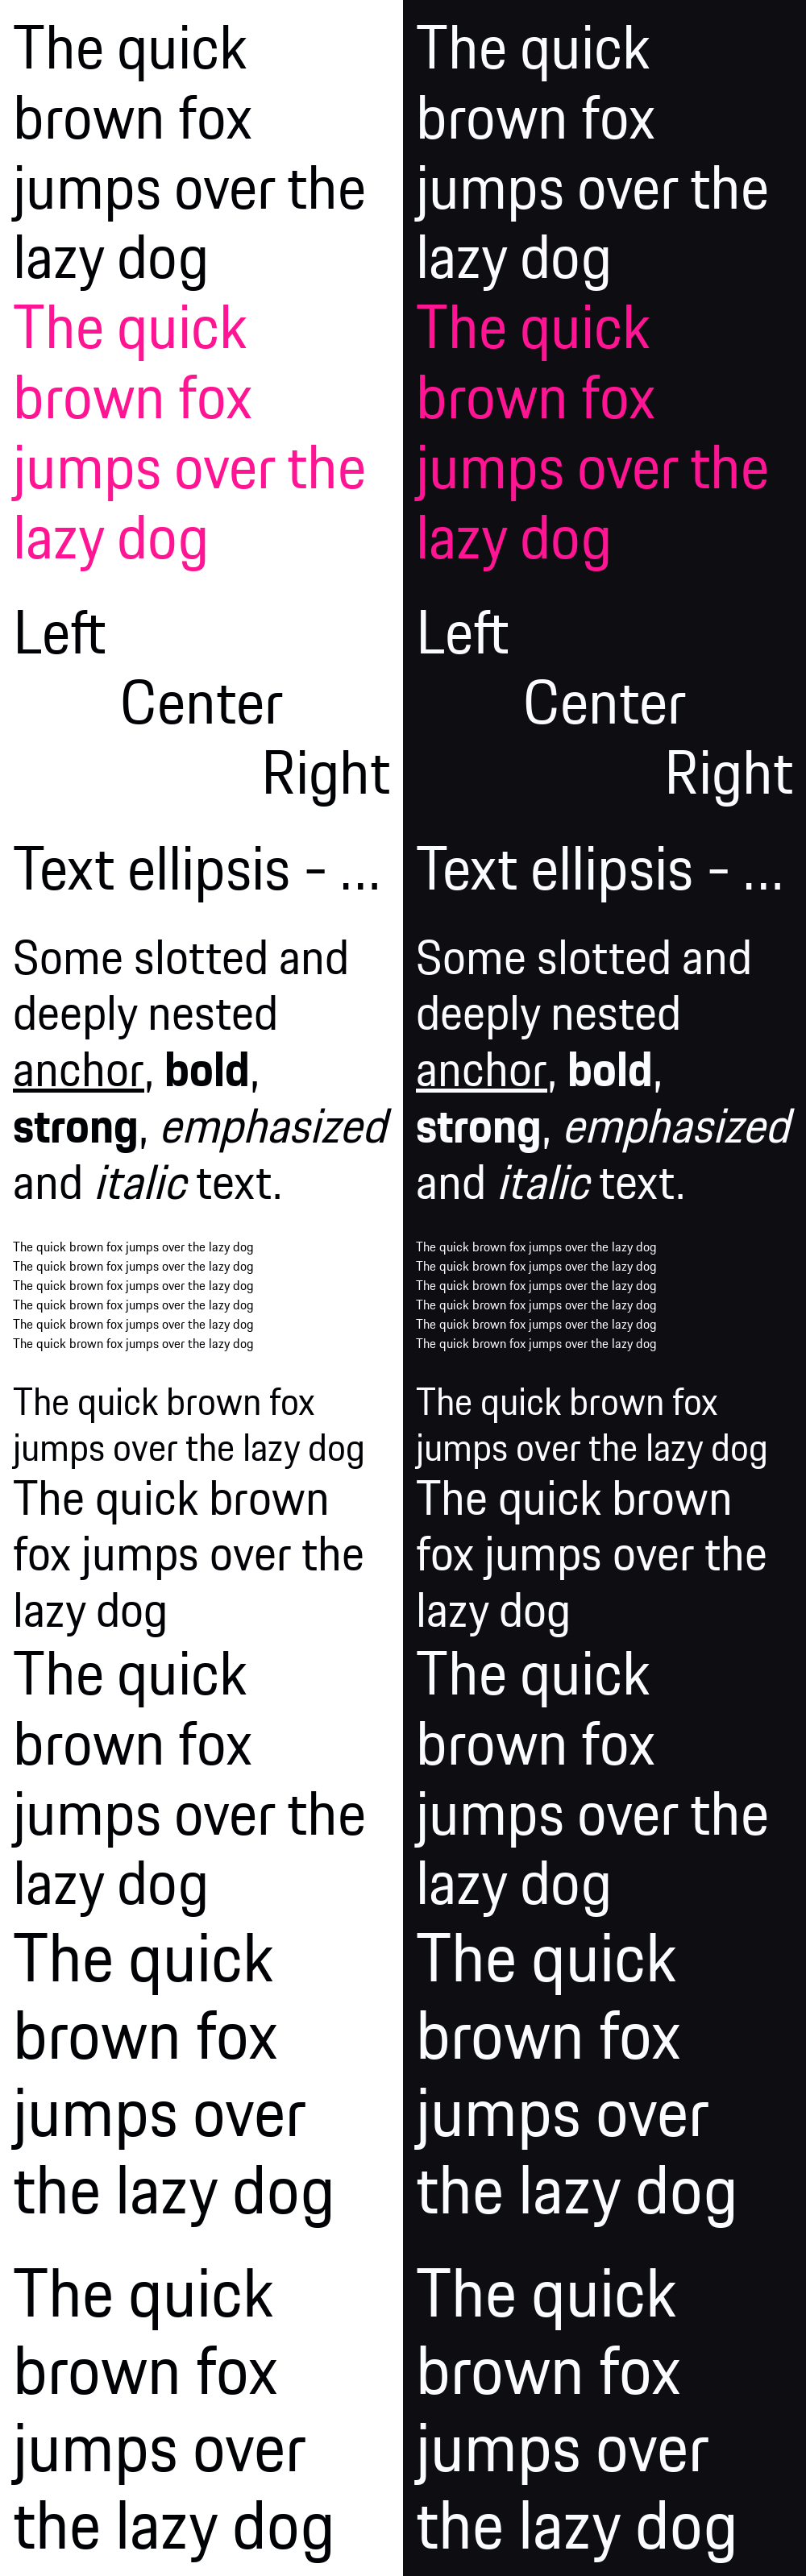 The quick
brown fox
jumps over the
lazy dog
The quick
brown fox
jumps over the
lazy dog
Left
Center
Right
Text ellipsis - ...
Some slotted and
deeply nested
anchor, bold,
strong, emphasized
and italic text.
The quick brown fox jumps over the lazy dog
The quick brown fox jumps over the lazy dog
The quick brown fox jumps over the lazy dog
The quick brown fox jumps over the lazy dog
The quick brown fox jumps over the lazy dog
The quick brown fox jumps over the lazy dog
The quick brown fox
jumps over the lazy dog
The quick brown
fox jumps over the
lazy dog
The quick
brown fox
jumps over the
lazy dog
The quick
brown fox
jumps over
the lazy dog
The quick
brown fox
jumps over
the lazy dog
The quick
brown fox
jumps over the
lazy dog
The quick
brown fox
jumps over the
lazy dog
Left
Center
Right
Text ellipsis - ...
Some slotted and
deeply nested
anchor, bold,
strong, emphasized
and italic text.
The quick brown fox jumps over the lazy dog
The quick brown fox jumps over the lazy dog
The quick brown fox jumps over the lazy dog
The quick brown fox jumps over the lazy dog
The quick brown fox jumps over the lazy dog
The quick brown fox jumps over the lazy dog
The quick brown fox
jumps over the lazy dog
The quick brown
fox jumps over the
lazy dog
The quick
brown fox
jumps over the
lazy dog
The quick
brown fox
jumps over
the lazy dog
The quick
brown fox
jumps over
the lazy dog